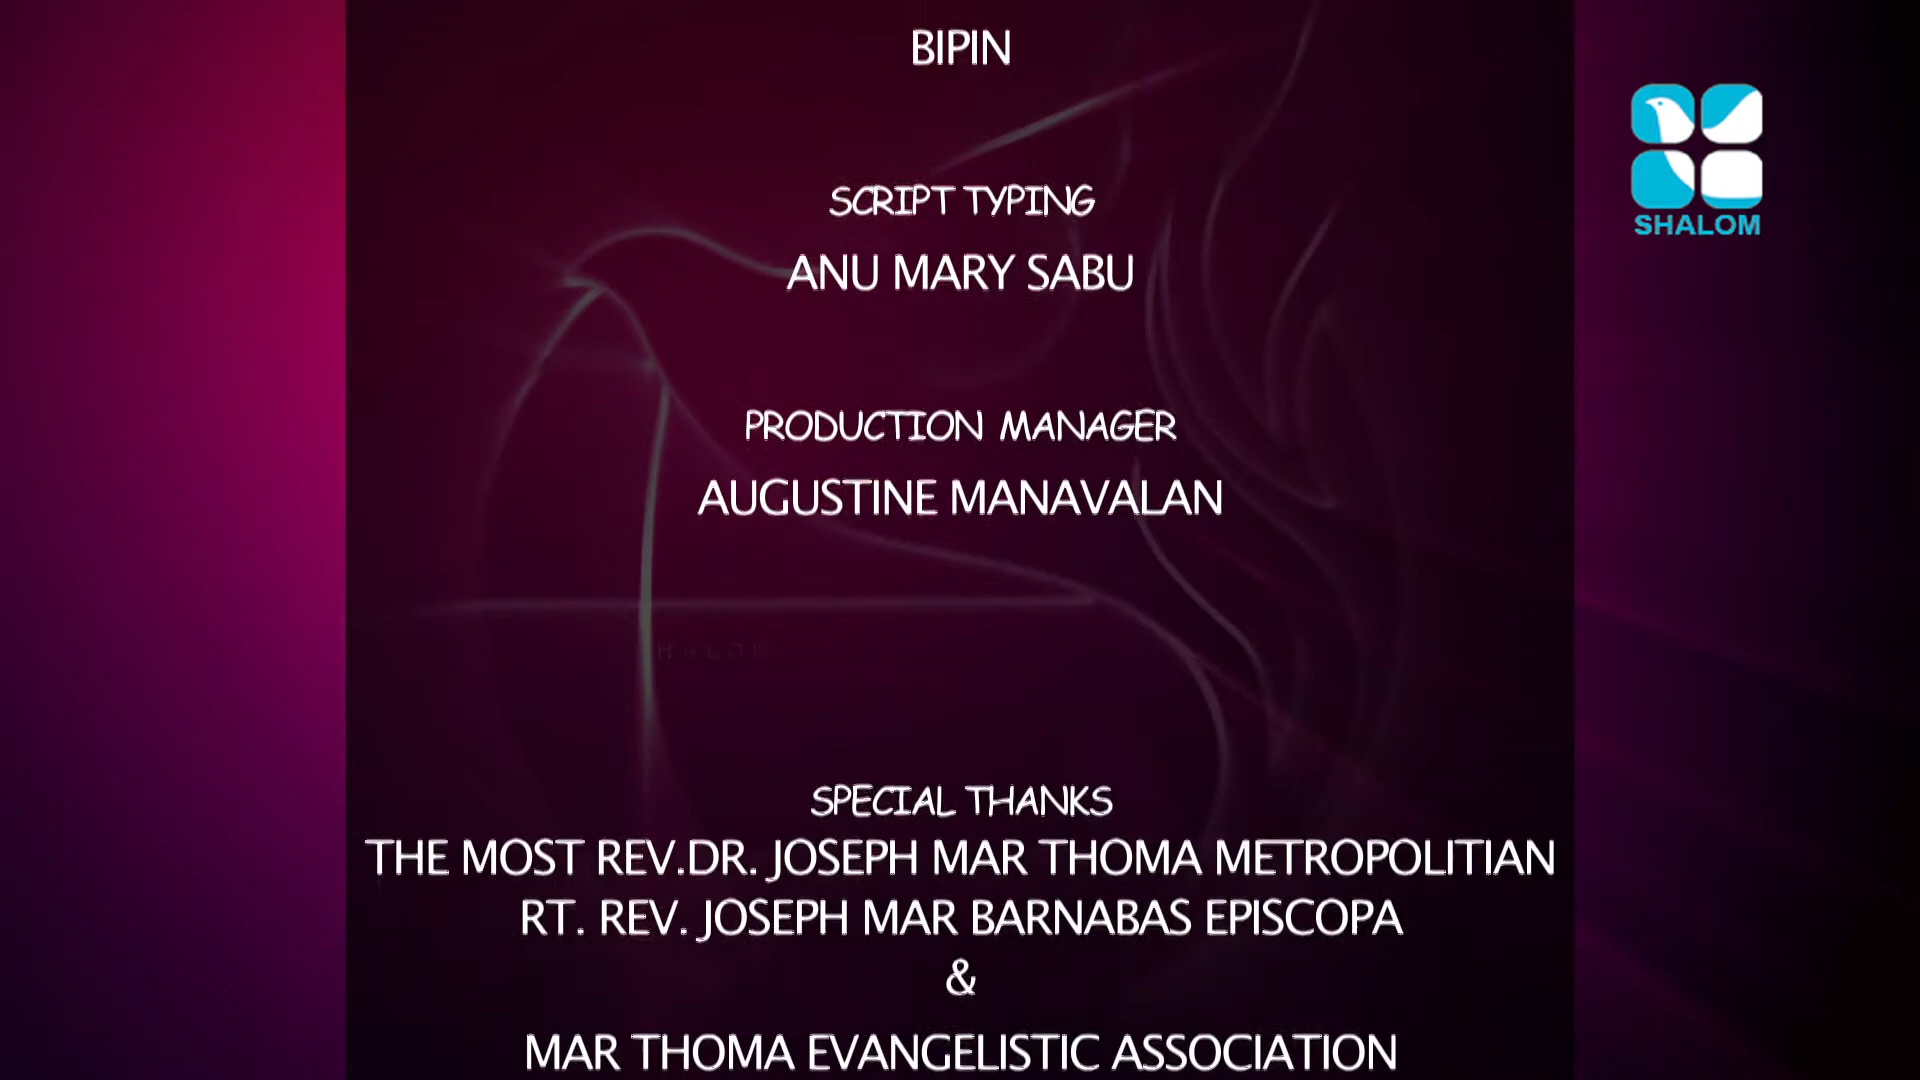 BIPIN
SHALOM
SCRIPT TYPING
ANU MARY SABU
PRODUCTION MANAGER
AUGUSTINE MANAVALAN
SPECIAL THANKS
THE MOST REV.DR. JOSEPH MAR THOMA METROPOLITIAN
RT. REV. JOSEPH MAR BARNABAS EPISCOPA
&
MAR THOMA EVANGELISTIC ASSOCIATION